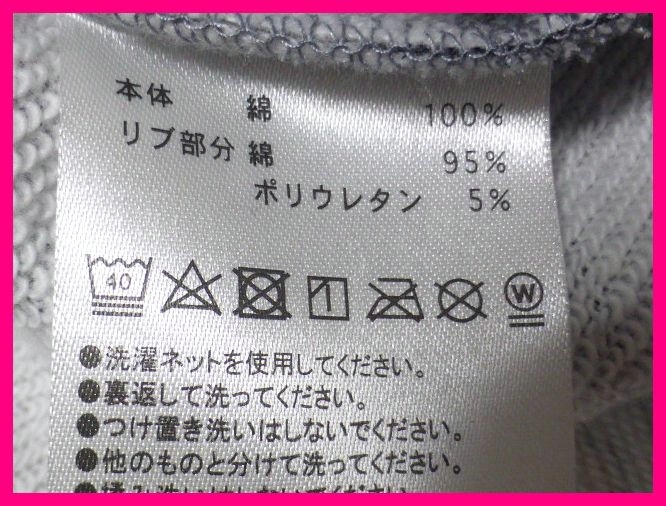 本体 綿 100%
リブ部分 綿 95%
ポリウレタン 5%
40 W
●洗濯ネットを使用してください。
●裏返して洗ってください。
●つけ置き洗いはしないでください。
●他のものと分けて洗ってください。